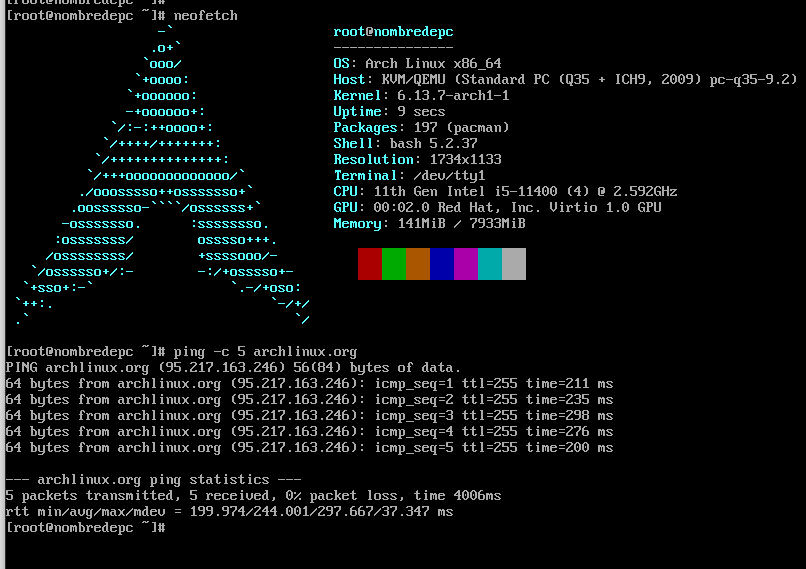 [root@nombredepc ~]#
[root@nombredepc ~]# neofetch
                   -`
                  .o+`
                 `ooo/
                `+oooo:
               `+oooooo:
               -+oooooo+:
             `/:-:++oooo+:
            `/++++/+++++++:
           `/++++++++++++++:
          `/+++ooooooooooooo/`
         ./ooosssso++osssssso+`
        .oossssso-````/ossssss+`
       -osssssso.      :ssssssso.
      :osssssss/        osssso+++.
     /ossssssss/        +ssssooo/-
   `/ossssso+/:-        -:/+osssso+-
  `+sso+:-`                 `.-/+oso:
 `++:.                           `-/+/
 .`                                 `/
root@nombredepc
---------------
OS: Arch Linux x86_64
Host: KVM/QEMU (Standard PC (Q35 + ICH9, 2009) pc-q35-9.2)
Kernel: 6.13.7-arch1-1
Uptime: 9 secs
Packages: 197 (pacman)
Shell: bash 5.2.37
Resolution: 1734x1133
Terminal: /dev/tty1
CPU: 11th Gen Intel i5-11400 (4) @ 2.592GHz
GPU: 00:02.0 Red Hat, Inc. Virtio 1.0 GPU
Memory: 141MiB / 7933MiB
[root@nombredepc ~]# ping -c 5 archlinux.org
PING archlinux.org (95.217.163.246) 56(84) bytes of data.
64 bytes from archlinux.org (95.217.163.246): icmp_seq=1 ttl=255 time=211 ms
64 bytes from archlinux.org (95.217.163.246): icmp_seq=2 ttl=255 time=235 ms
64 bytes from archlinux.org (95.217.163.246): icmp_seq=3 ttl=255 time=298 ms
64 bytes from archlinux.org (95.217.163.246): icmp_seq=4 ttl=255 time=276 ms
64 bytes from archlinux.org (95.217.163.246): icmp_seq=5 ttl=255 time=200 ms
--- archlinux.org ping statistics ---
5 packets transmitted, 5 received, 0% packet loss, time 4006ms
rtt min/avg/max/mdev = 199.974/244.001/297.667/37.347 ms
[root@nombredepc ~]#